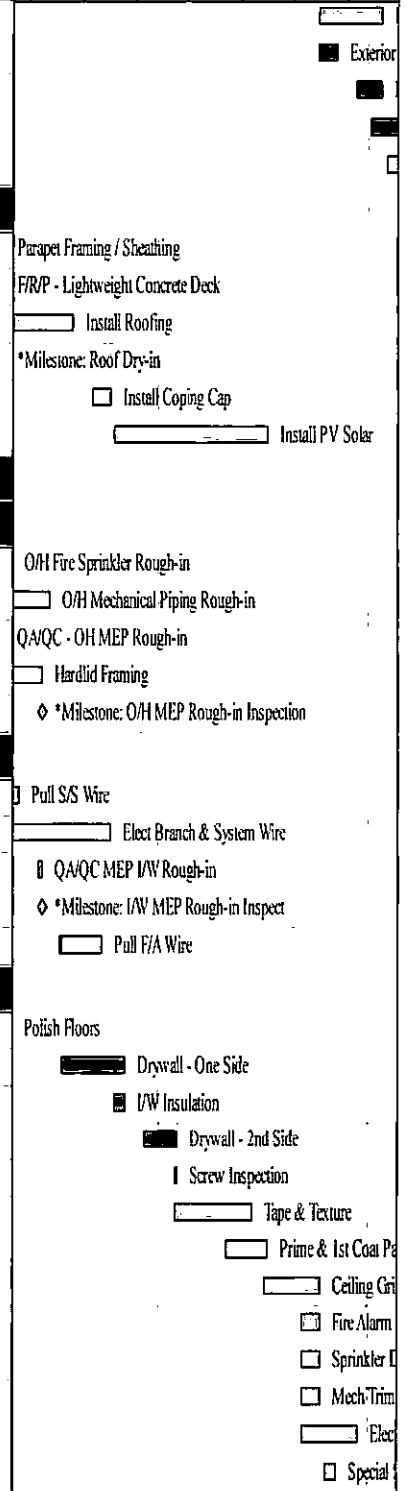 Exterior
Parapet Framing / Sheathing
F/R/P - Lightweight Concrete Deck
Install Roofing
*Milestone: Roof Dry-in
Install Coping Cap
Install PV Solar
O/H Fire Sprinkler Rough-in
O/H Mechanical Piping Rough-in
QA/QC - OH MEP Rough-in
Hardlid Framing
*Milestone: O/H MEP Rough-in Inspection
Pull S/S Wire
Elect Branch & System Wire
QA/QC MEP I/W Rough-in
*Milestone: I/W MEP Rough-in Inspect
Pull F/A Wire
Polish Floors
Drywall - One Side
I/W Insulation
Drywall - 2nd Side
Screw Inspection
Tape & Texture
Prime & 1st Coat Pa
Ceiling Gri
Fire Alarm
Sprinkler
Mech Trim
Elec
Special